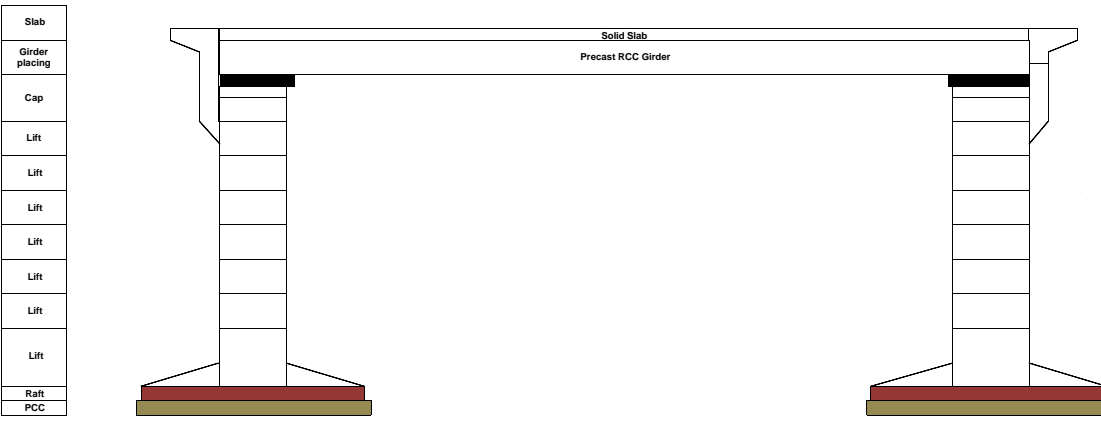 Slab
Girder
placing
Cap
Lift
Lift
Lift
Lift
Lift
Lift
Lift
Raft
PCC
Solid Slab
Precast RCC Girder